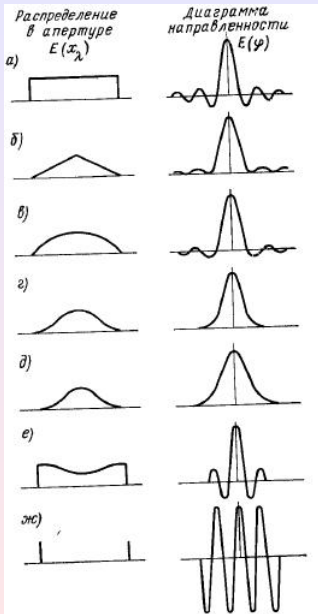 Распределение
в апертуре
E(x_λ)
Диаграмма
направленности
E(φ)
а)
б)
в)
г)
д)
е)
ж)